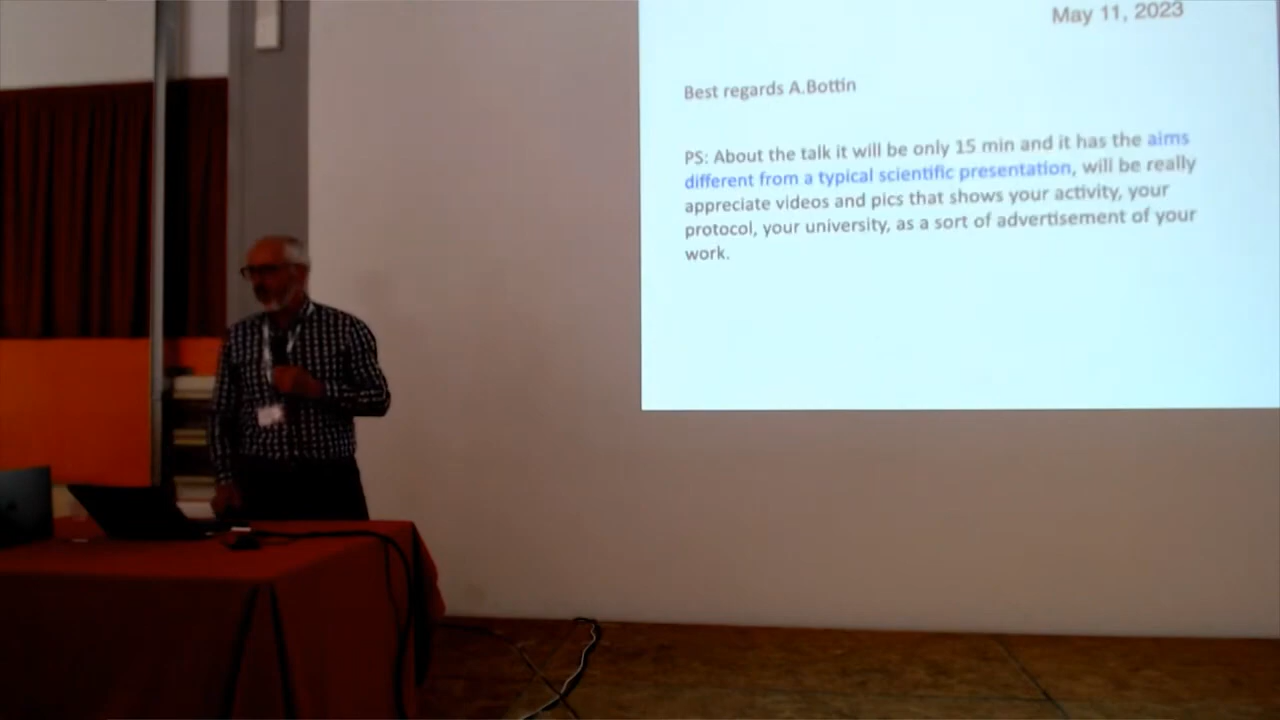 May 11, 2023
Best regards A.Bottin
PS: About the talk it will be only 15 min and it has the aims
different from a typical scientific presentation, will be really
appreciate videos and pics that shows your activity, your
protocol, your university, as a sort of advertisement of your
work.